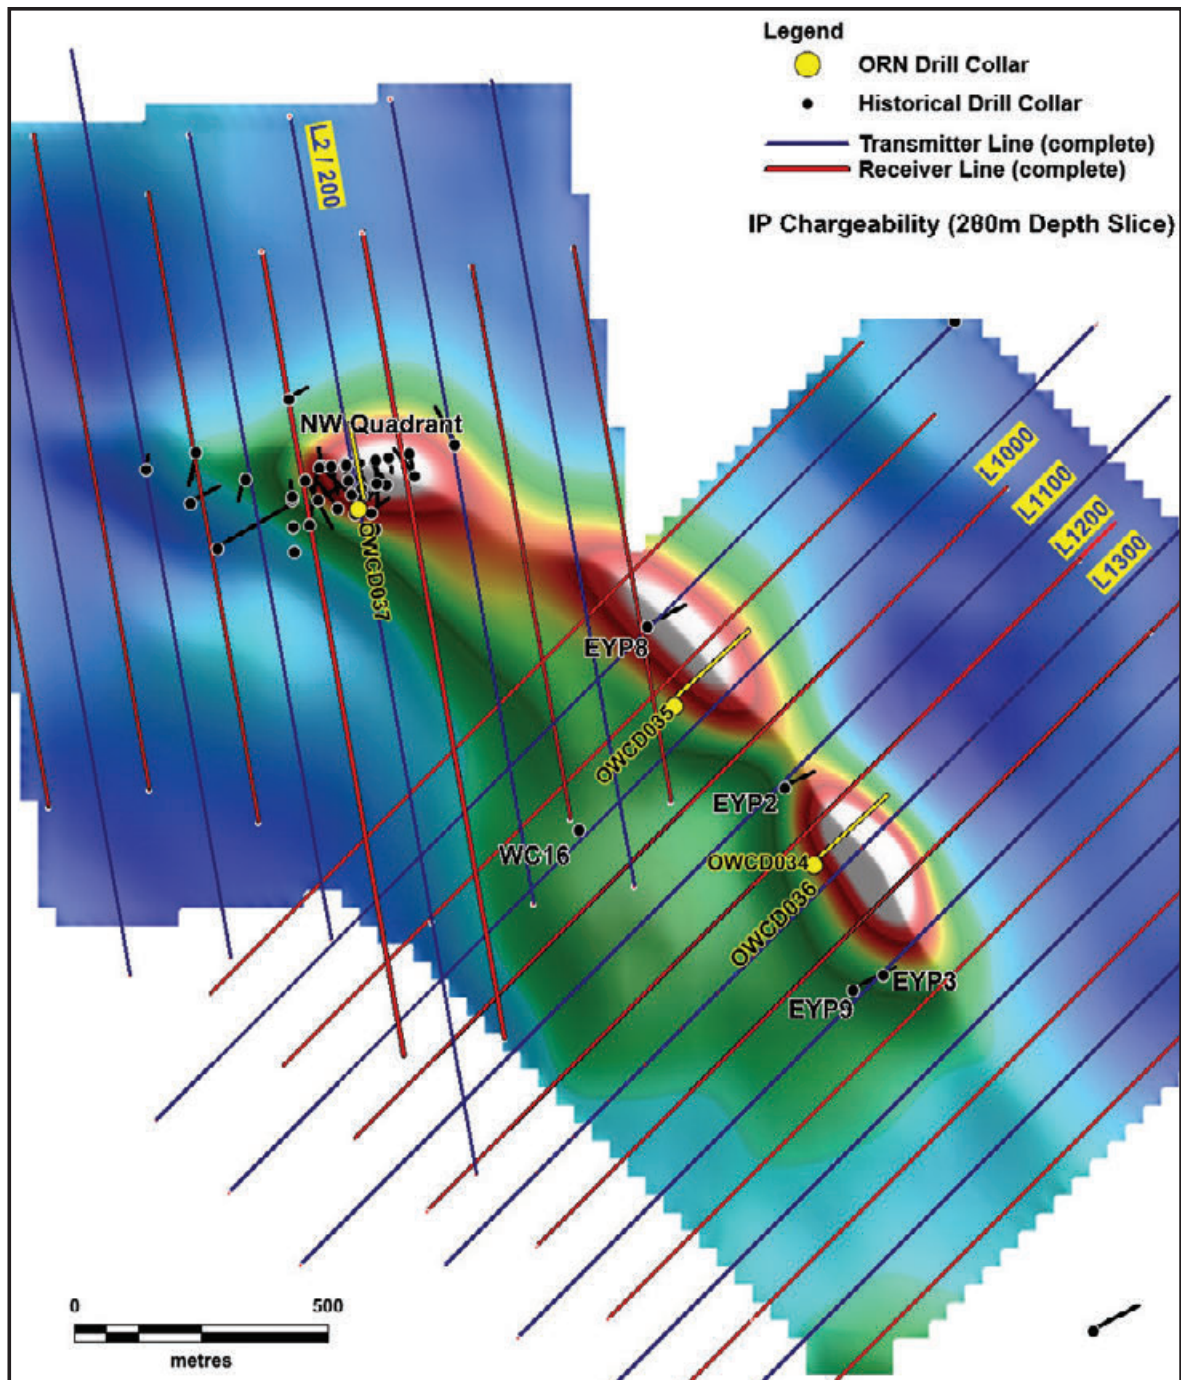 Legend
ORN Drill Collar
Historical Drill Collar
Transmitter Line (complete)
Receiver Line (complete)
IP Chargeability (280m Depth Slice)
L2 / 200
NW Quadrant
OWCD037
L1000
L1100
L1200
L1300
EYP8
OWCD035
EYP2
WC16
OWCD034
OWCD036
EYP3
EYP9
0 500
metres